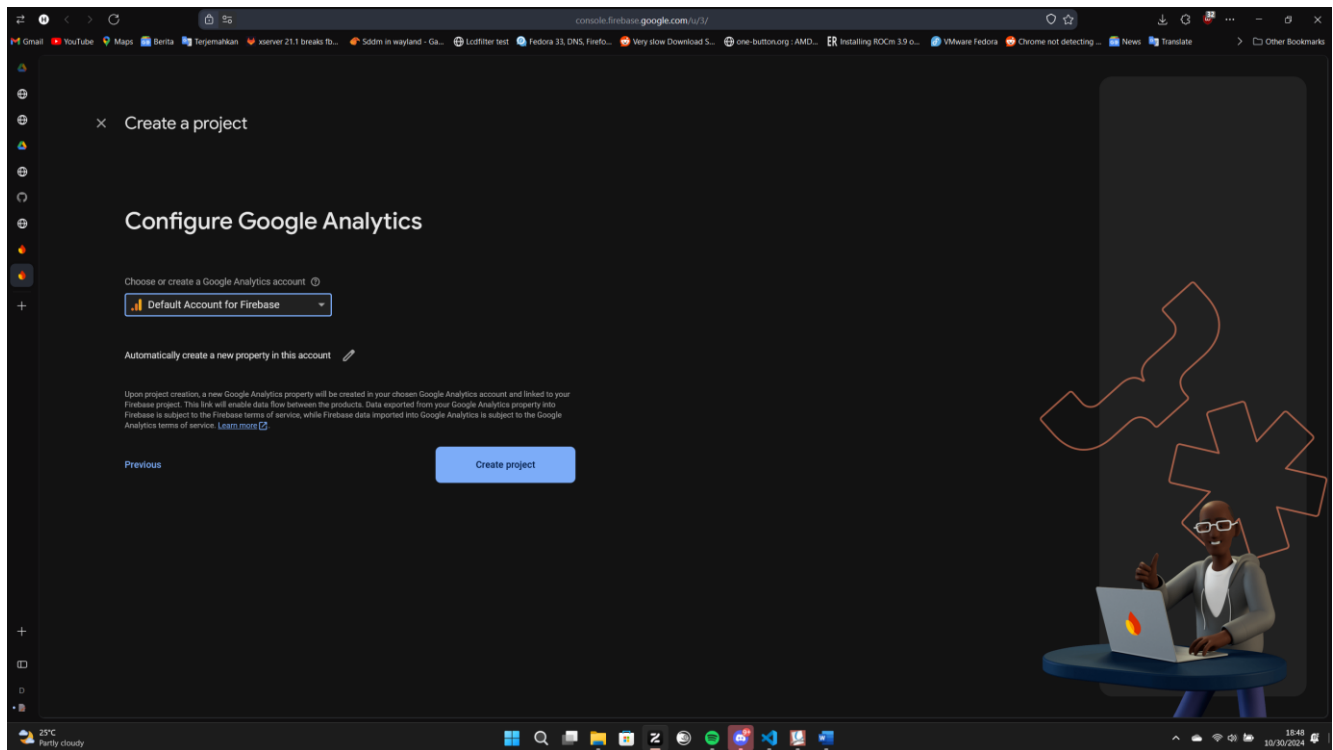 console.firebase.google.com/u/3/
32
Gmail
YouTube
Maps
Berita
Terjemahkan
xserver 21.1 breaks fb...
Sddm in wayland - Ga...
Lcdfilter test
Fedora 33, DNS, Firefo...
Very slow Download S...
one-button.org : AMD...
Installing ROCm 3.9 o...
VMware Fedora
Chrome not detecting ...
News
Translate
Other Bookmarks
Create a project
Configure Google Analytics
Choose or create a Google Analytics account
Default Account for Firebase
Automatically create a new property in this account
Upon project creation, a new Google Analytics property will be created in your chosen Google Analytics account and linked to your
Firebase project. This link will enable data flow between the products. Data exported from your Google Analytics property into
Firebase is subject to the Firebase terms of service, while Firebase data imported into Google Analytics is subject to the Google
Analytics terms of service. Learn more.
Previous
Create project
D
25°C
Partly cloudy
18:48
10/30/2024